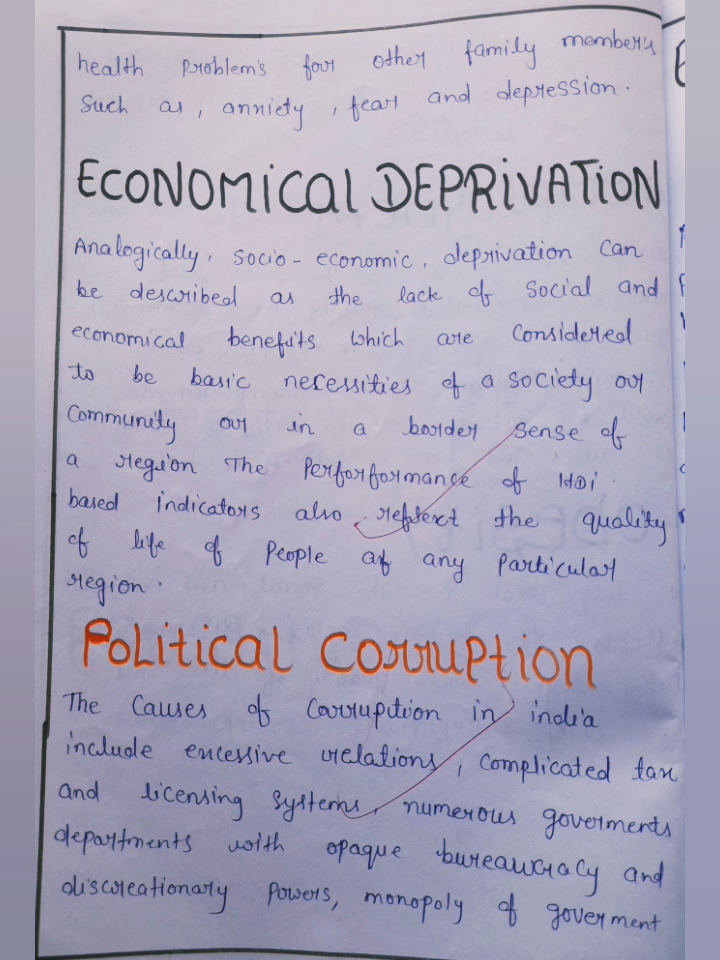 health problem's for other family member's
such as, anniety, fear and depression.
ECONOMICAl DEPRIVATION
Analogically, socio-economic, deprivation can
be described as the lack of social and
economical benefits which are considered
to be basic necessities of a society or
community or in a border sense of
a region The Perforformance of HDi
based indicators also reflext the quality
of life of People of any particular
region.
POLITICAL CORRUPTION
The Causes of Corrupution in india
include encessive relations, complicated tax
and licensing systems, numerous goverments
departments with opaque bureaucracy and
discreationary powers, monopoly of goverment